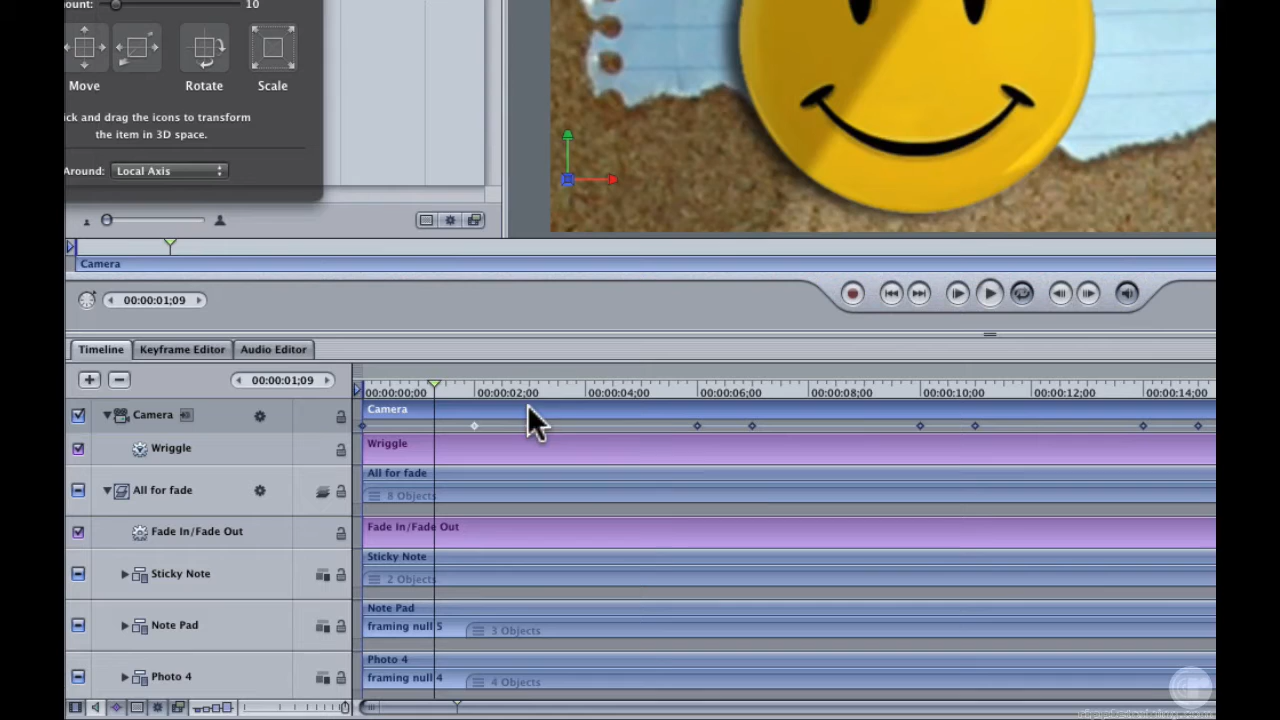 ount:
10
Move
Rotate
Scale
ick and drag the icons to transform
the item in 3D space.
Around:
Local Axis
Camera
00:00:01;09
Timeline
Keyframe Editor
Audio Editor
00:00:01;09
00:00:00;00
00:00:02;00
00:00:04;00
00:00:06;00
00:00:08;00
00:00:10;00
00:00:12;00
00:00:14;00
Camera
Camera
Wriggle
Wriggle
All for fade
All for fade
8 Objects
Fade In/Fade Out
Fade In/Fade Out
Sticky Note
Sticky Note
2 Objects
Note Pad
Note Pad
framing null 5
3 Objects
Photo 4
Photo 4
framing null 4
4 Objects